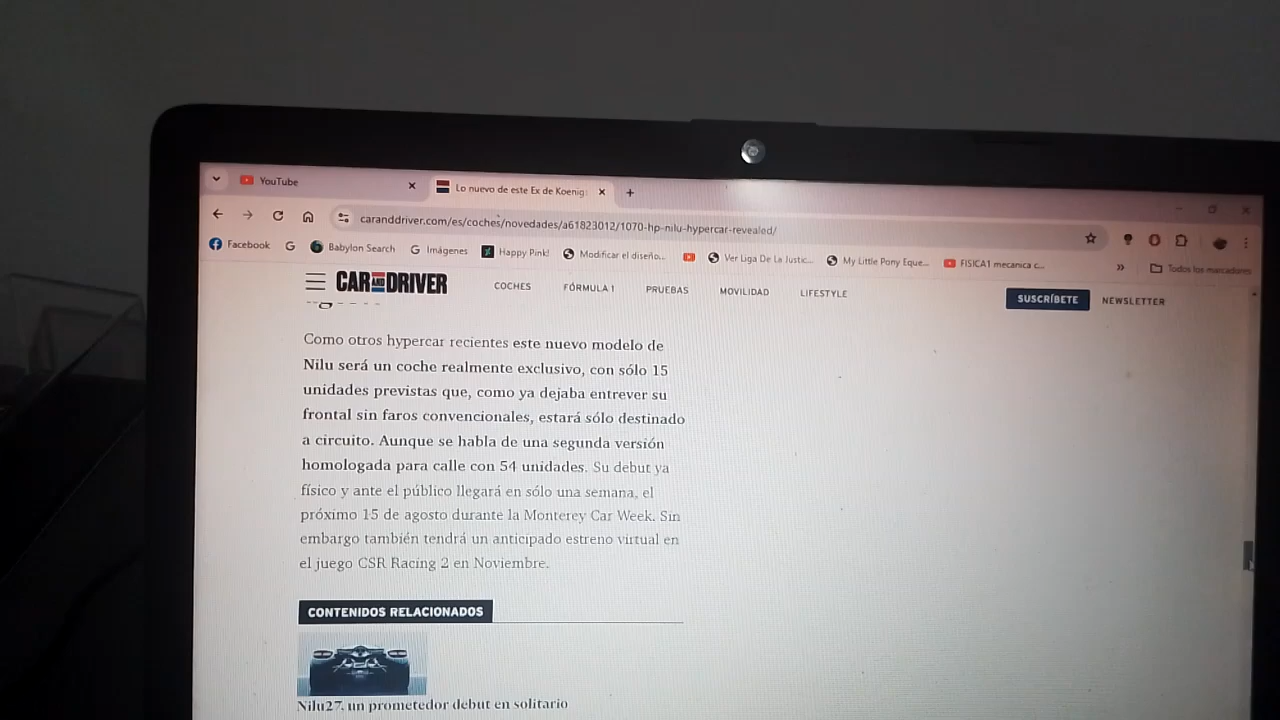 YouTube
Lo nuevo de este Ex de Koenig
caranddriver.com/es/coches/novedades/a61823012/1070-hp-nilu-hypercar-revealed/
Facebook
Babylon Search
Imágenes
Happy Pink!
Modificar el diseño...
Ver Liga De La Justic...
My Little Pony Eque...
FISICA1 mecanica c...
»
Todos los marcadores
CAR AND DRIVER
COCHES
FÓRMULA 1
PRUEBAS
MOVILIDAD
LIFESTYLE
SUSCRÍBETE
NEWSLETTER
Como otros hypercar recientes este nuevo modelo de
Nilu será un coche realmente exclusivo, con sólo 15
unidades previstas que, como ya dejaba entrever su
frontal sin faros convencionales, estará sólo destinado
a circuito. Aunque se habla de una segunda versión
homologada para calle con 54 unidades. Su debut ya
físico y ante el público llegará en sólo una semana, el
próximo 15 de agosto durante la Monterey Car Week. Sin
embargo también tendrá un anticipado estreno virtual en
el juego CSR Racing 2 en Noviembre.
CONTENIDOS RELACIONADOS
Nilu27, un prometedor debut en solitario